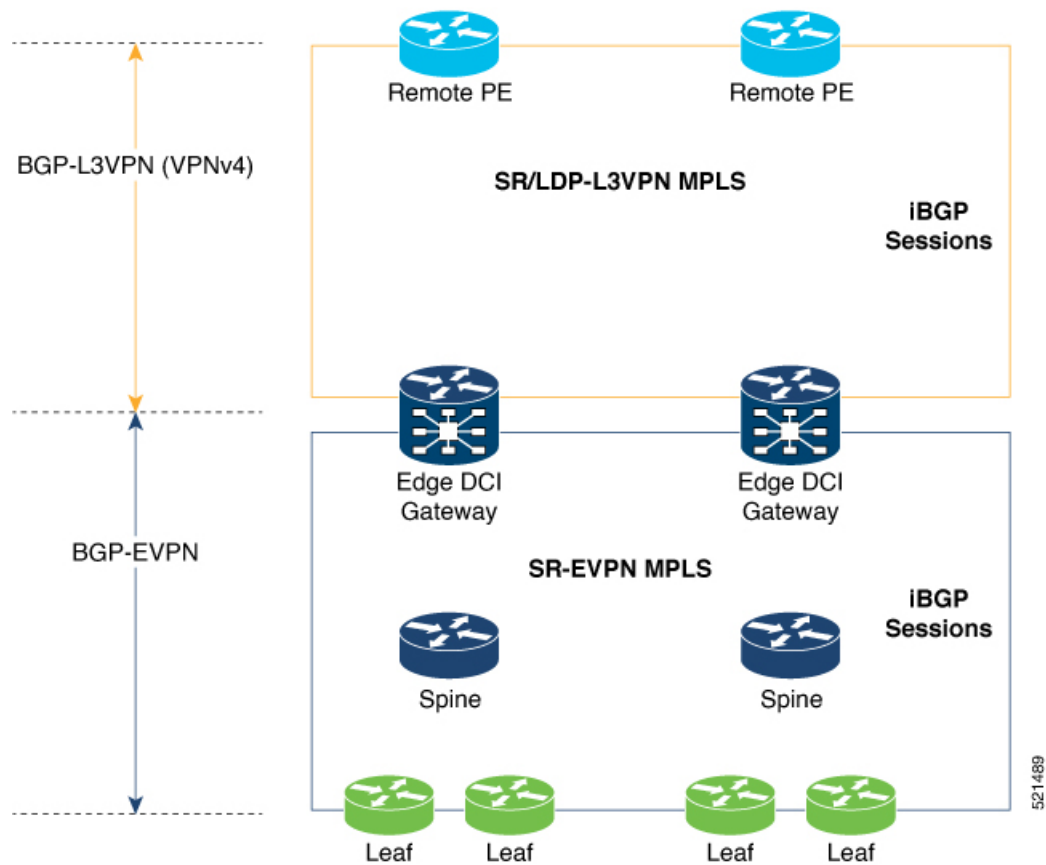 Remote PE
Remote PE
BGP-L3VPN (VPNv4)
SR/LDP-L3VPN MPLS
iBGP
Sessions
Edge DCI
Gateway
Edge DCI
Gateway
BGP-EVPN
SR-EVPN MPLS
iBGP
Sessions
Spine
Spine
Leaf
Leaf
Leaf
Leaf
521489